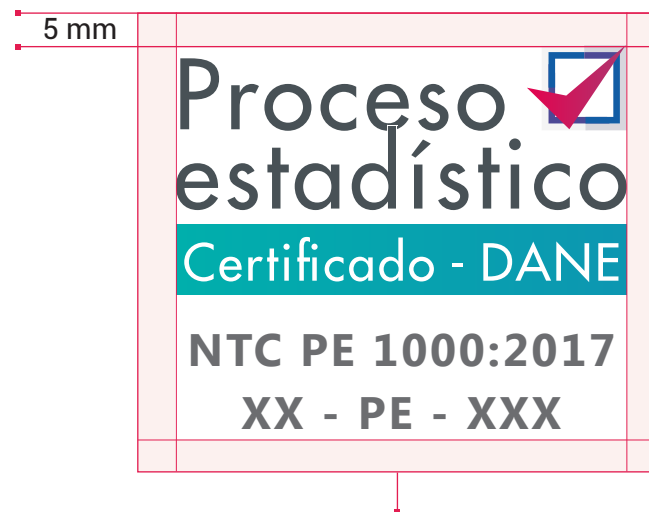 5 mm
Proceso
estadístico
Certificado - DANE
NTC PE 1000:2017
XX - PE - XXX